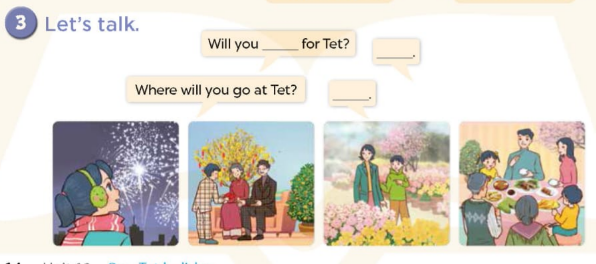 3 Let's talk.
Will you _____ for Tet?
_____.
Where will you go at Tet?
_____.